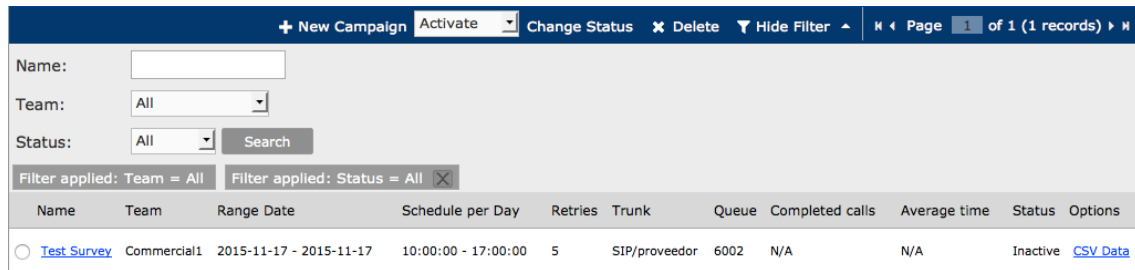 New Campaign Activate Change Status Delete Hide Filter Page 1 of 1 (1 records)
Name:
Team: All
Status: All Search
Filter applied: Team = All Filter applied: Status = All
Name Team Range Date Schedule per Day Retries Trunk Queue Completed calls Average time Status Options
Test Survey Commercial1 2015-11-17 - 2015-11-17 10:00:00 - 17:00:00 5 SIP/proveedor 6002 N/A N/A Inactive CSV Data